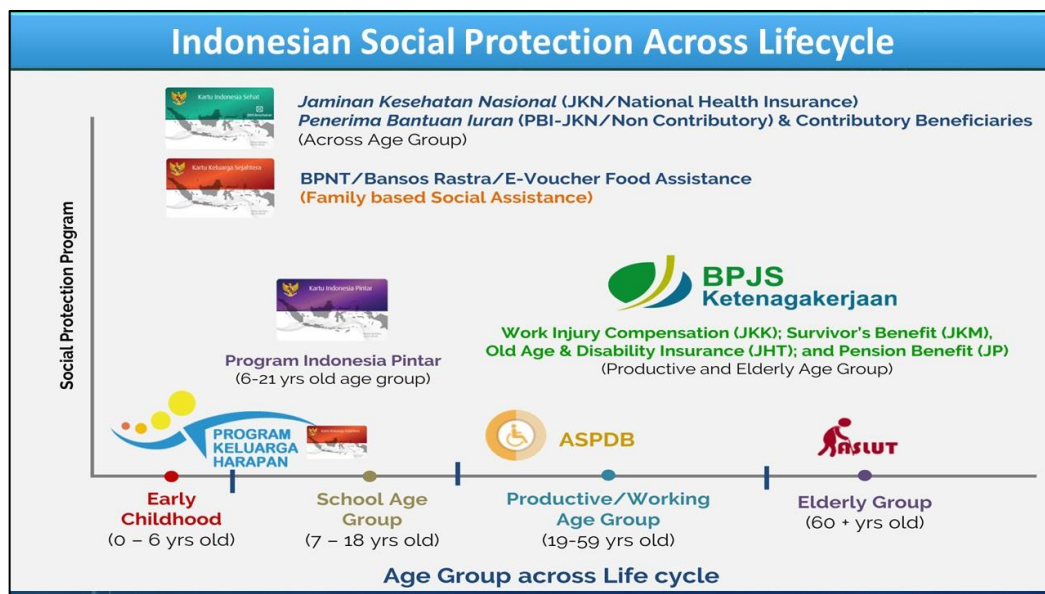 Indonesian Social Protection Across Lifecycle
Kartu Indonesia Sehat
Jaminan Kesehatan Nasional (JKN/National Health Insurance)
Penerima Bantuan Iuran (PBI-JKN/Non Contributory) & Contributory Beneficiaries
(Across Age Group)
Kartu Keluarga Sejahtera
BPNT/Bansos Rastra/E-Voucher Food Assistance
(Family based Social Assistance)
Social Protection Program
Kartu Indonesia Pintar
Program Indonesia Pintar
(6-21 yrs old age group)
BPJS
Ketenagakerjaan
Work Injury Compensation (JKK); Survivor's Benefit (JKM),
Old Age & Disability Insurance (JHT); and Pension Benefit (JP)
(Productive and Elderly Age Group)
PROGRAM
KELUARGA
HARAPAN
ASPDB
ASLUT
Early
Childhood
(0 – 6 yrs old)
School Age
Group
(7 – 18 yrs old)
Productive/Working
Age Group
(19-59 yrs old)
Elderly Group
(60 + yrs old)
Age Group across Life cycle